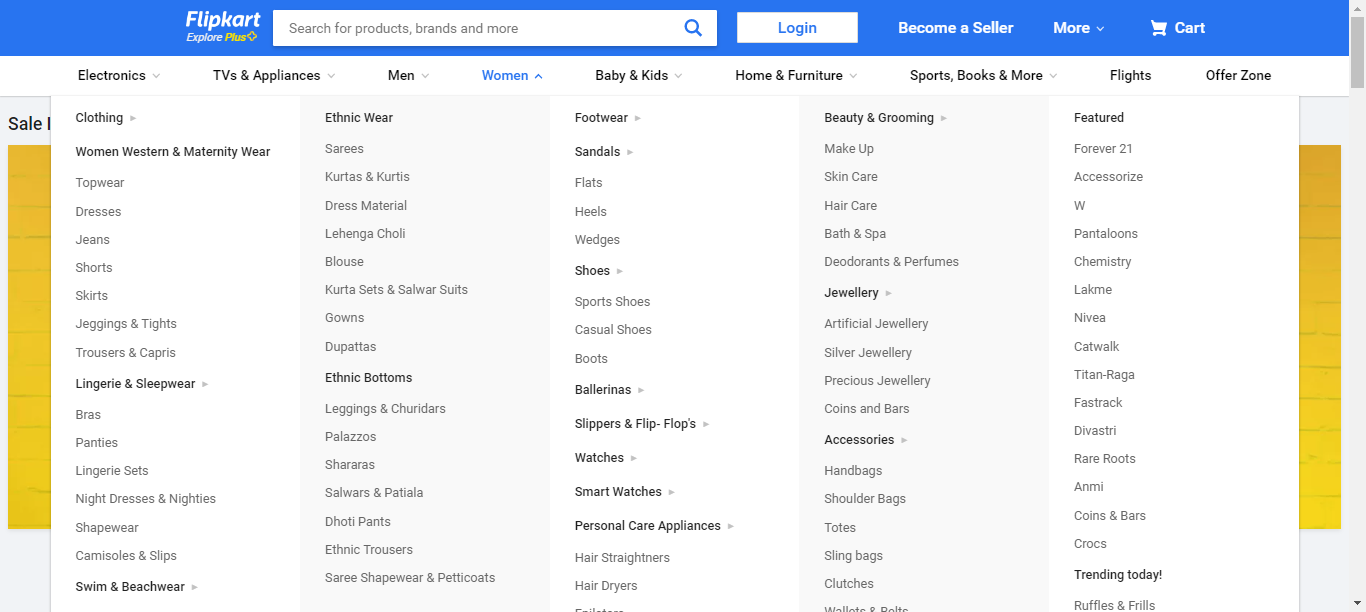 Flipkart
Explore Plus
Search for products, brands and more
Login
Become a Seller
More
Cart
Electronics
TVs & Appliances
Men
Women
Baby & Kids
Home & Furniture
Sports, Books & More
Flights
Offer Zone
Sale
Clothing
Women Western & Maternity Wear
Topwear
Dresses
Jeans
Shorts
Skirts
Jeggings & Tights
Trousers & Capris
Lingerie & Sleepwear
Bras
Panties
Lingerie Sets
Night Dresses & Nighties
Shapewear
Camisoles & Slips
Swim & Beachwear
Ethnic Wear
Sarees
Kurtas & Kurtis
Dress Material
Lehenga Choli
Blouse
Kurta Sets & Salwar Suits
Gowns
Dupattas
Ethnic Bottoms
Leggings & Churidars
Palazzos
Shararas
Salwars & Patiala
Dhoti Pants
Ethnic Trousers
Saree Shapewear & Petticoats
Footwear
Sandals
Flats
Heels
Wedges
Shoes
Sports Shoes
Casual Shoes
Boots
Ballerinas
Slippers & Flip- Flop's
Watches
Smart Watches
Personal Care Appliances
Hair Straightners
Hair Dryers
Epilators
Beauty & Grooming
Make Up
Skin Care
Hair Care
Bath & Spa
Deodorants & Perfumes
Jewellery
Artificial Jewellery
Silver Jewellery
Precious Jewellery
Coins and Bars
Accessories
Handbags
Shoulder Bags
Totes
Sling bags
Clutches
Wallets & Belts
Featured
Forever 21
Accessorize
W
Pantaloons
Chemistry
Lakme
Nivea
Catwalk
Titan-Raga
Fastrack
Divastri
Rare Roots
Anmi
Coins & Bars
Crocs
Trending today!
Ruffles & Frills